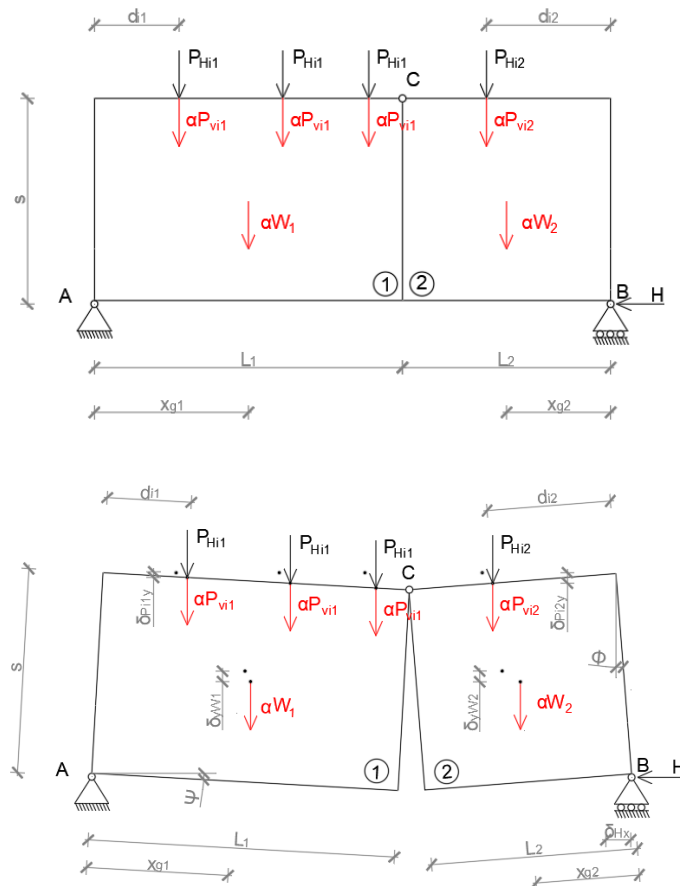 di1 di2
PHi1 PHi1 PHi1 PHi2
C
αPvi1 αPvi1 αPvi1 αPvi2
s
αW1 αW2
A 1 2 B H
L1 L2
xg1 xg2
di1 di2
PHi1 PHi1 PHi1 PHi2
C
αPvi1 αPvi1 αPvi1 αPvi2
δPi1y δPi2y
s
ϕ
δyW1 αW1 δyW2 αW2
A 1 2 B H
ψ
δHx
L1 L2
xg1 xg2